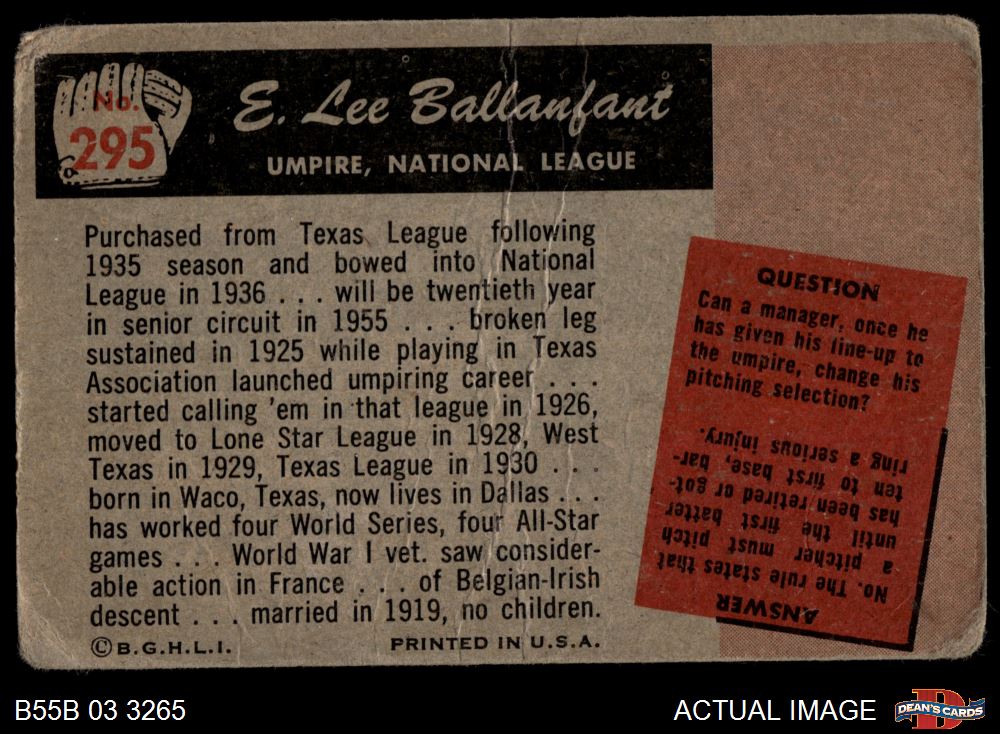 No.
295
E. Lee Ballanfant
UMPIRE, NATIONAL LEAGUE
Purchased from Texas League following
1935 season and bowed into National
League in 1936 . . . will be twentieth year
in senior circuit in 1955 . . . broken leg
sustained in 1925 while playing in Texas
Association launched umpiring career . . .
started calling 'em in that league in 1926,
moved to Lone Star League in 1928, West
Texas in 1929, Texas League in 1930 . . .
born in Waco, Texas, now lives in Dallas . . .
has worked four World Series, four All-Star
games . . . World War I vet. saw consider-
able action in France . . . of Belgian-Irish
descent . . . married in 1919, no children.
©B.G.H.L.I. PRINTED IN U.S.A.
QUESTION
Can a manager, once he
has given his line-up to
the umpire, change his
pitching selection?
ANSWER
No. The rule states that
a pitcher must pitch
until the first batter
has been retired or got-
ten to first base, bar-
ring a serious injury.
B55B 03 3265
ACTUAL IMAGE
DEAN'S CARDS